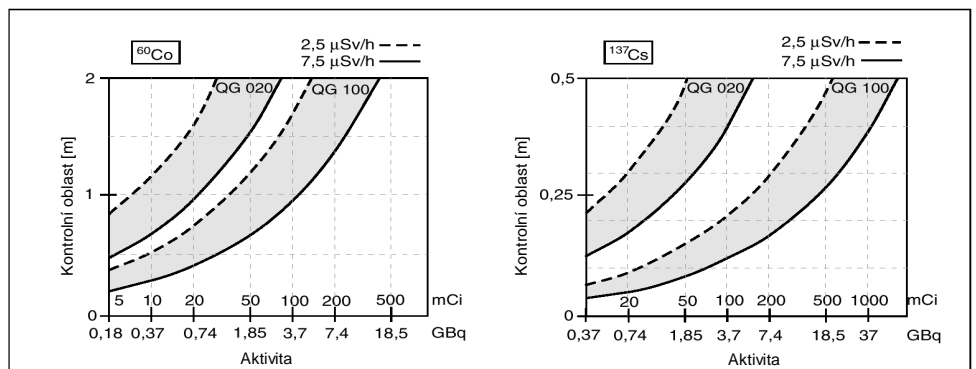 ⁶⁰Co
2,5 µSv/h
7,5 µSv/h
Kontrolní oblast [m]
2
1
0
QG 020
QG 100
5 10 20 50 100 200 500 mCi
0,18 0,37 0,74 1,85 3,7 7,4 18,5 GBq
Aktivita
¹³⁷Cs
2,5 µSv/h
7,5 µSv/h
Kontrolní oblast [m]
0,5
0,25
0
QG 020
QG 100
20 50 100 200 500 1000 mCi
0,37 0,74 1,85 3,7 7,4 18,5 37 GBq
Aktivita